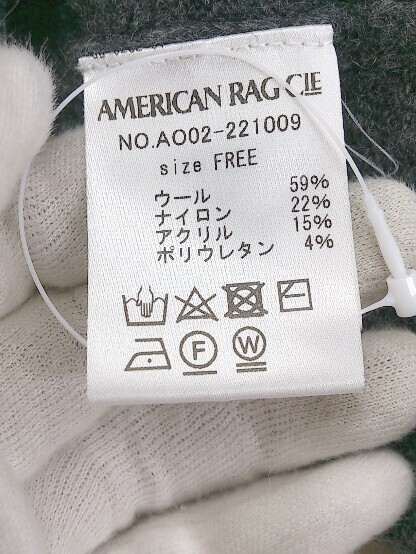 AMERICAN RAG CIE
NO.AO02-221009
size FREE
ウール 59%
ナイロン 22%
アクリル 15%
ポリウレタン 4%
F
W